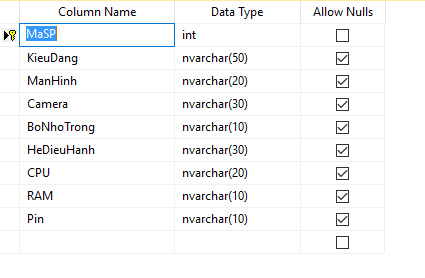 Column Name Data Type Allow Nulls
MaSP int
KieuDang nvarchar(50)
ManHinh nvarchar(20)
Camera nvarchar(30)
BoNhoTrong nvarchar(10)
HeDieuHanh nvarchar(30)
CPU nvarchar(20)
RAM nvarchar(10)
Pin nvarchar(10)